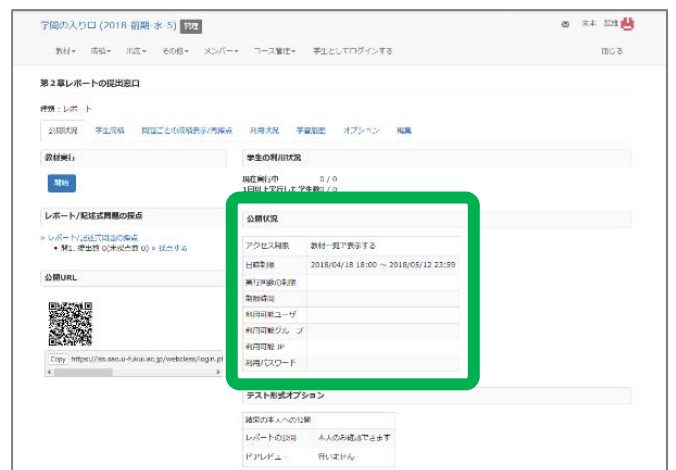 学問の入り口 (2018-前期-水-5) 管理
教材 成績 出席 その他 メンバー コース管理 学生としてログインする 閉じる
第2章レポートの提出窓口
種類：レポート
公開状況 学生成績 問題ごとの成績表示/再採点 利用状況 学習履歴 オプション 編集
教材実行
開始
レポート/記述式問題の採点
» レポート/記述式問題の採点
• 問1. 提出数 0(未採点数 0) » 採点する
公開URL
Copy https://lss.sao.u-fukui.ac.jp/webclass/login.p
学生の利用状況
現在実行中 0 / 0
1回以上実行した学生数 0 / 0
公開状況
アクセス制限 教材一覧で表示する
日時制限 2018/04/18 18:00 ～ 2018/05/12 23:59
実行回数の制限
制限時間
利用可能ユーザ
利用可能グループ
利用可能 IP
利用パスワード
テスト形式オプション
結果の本人への公開
レポートの公開 本人のみ確認できます
ピアレビュー 行いません